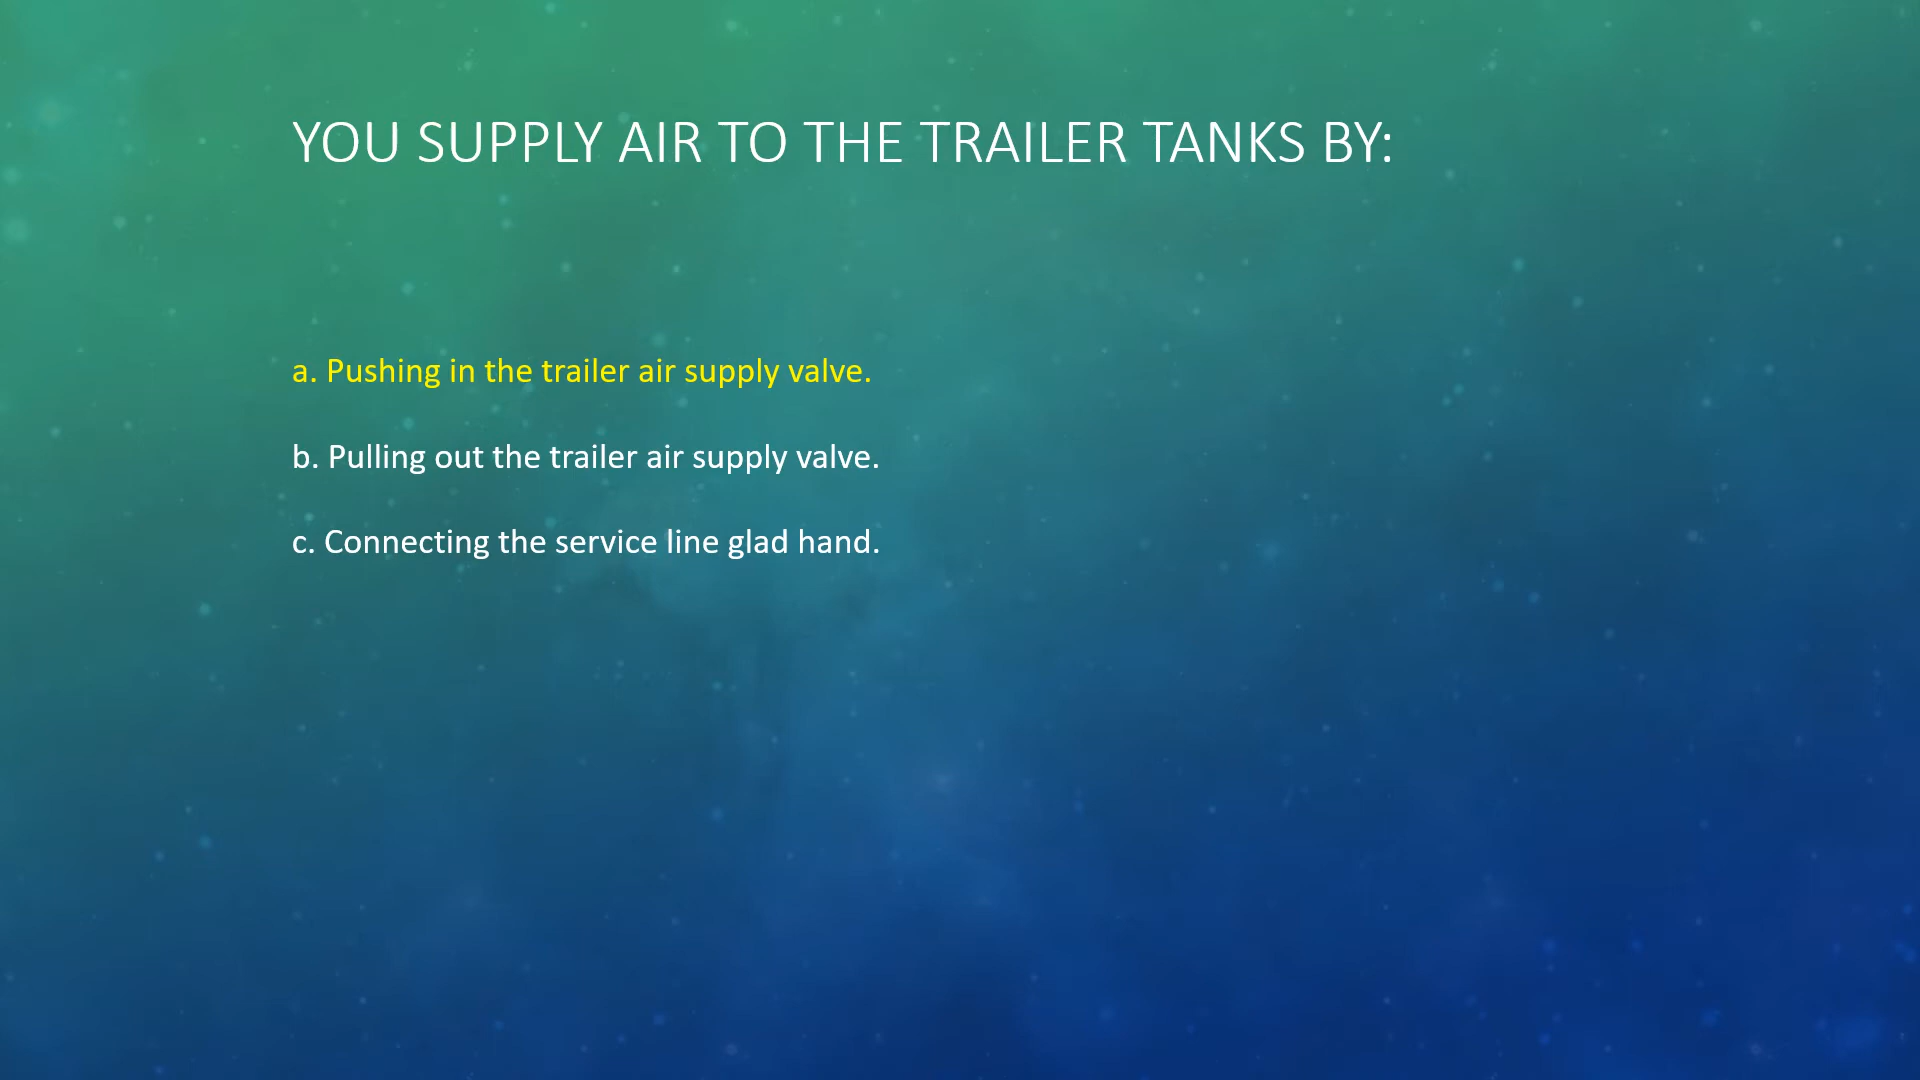 YOU SUPPLY AIR TO THE TRAILER TANKS BY:
a. Pushing in the trailer air supply valve.
b. Pulling out the trailer air supply valve.
c. Connecting the service line glad hand.